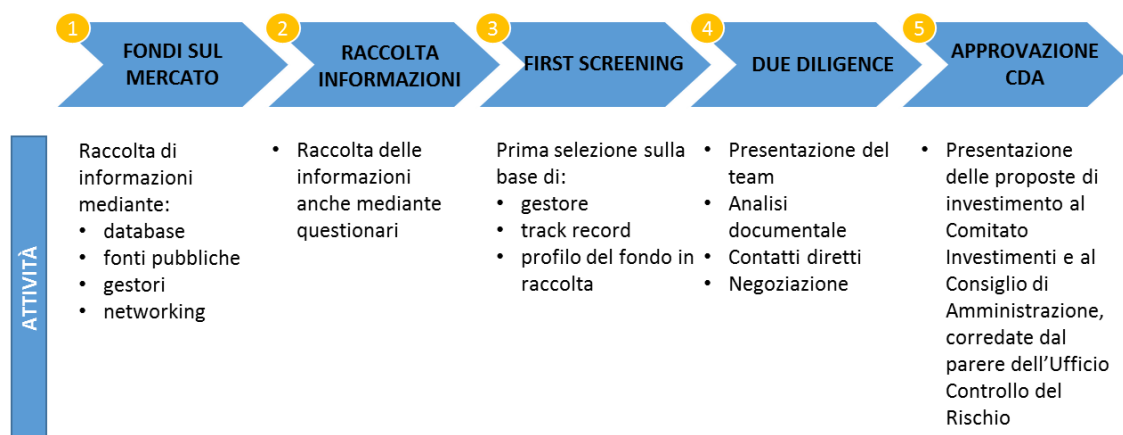 1
FONDI SUL
MERCATO
2
RACCOLTA
INFORMAZIONI
3
FIRST SCREENING
4
DUE DILIGENCE
5
APPROVAZIONE
CDA
ATTIVITÀ
Raccolta di
informazioni
mediante:
• database
• fonti pubbliche
• gestori
• networking
• Raccolta delle
informazioni
anche mediante
questionari
Prima selezione sulla
base di:
• gestore
• track record
• profilo del fondo in
raccolta
• Presentazione del
team
• Analisi
documentale
• Contatti diretti
• Negoziazione
• Presentazione
delle proposte di
investimento al
Comitato
Investimenti e al
Consiglio di
Amministrazione,
corredate dal
parere dell’Ufficio
Controllo del
Rischio